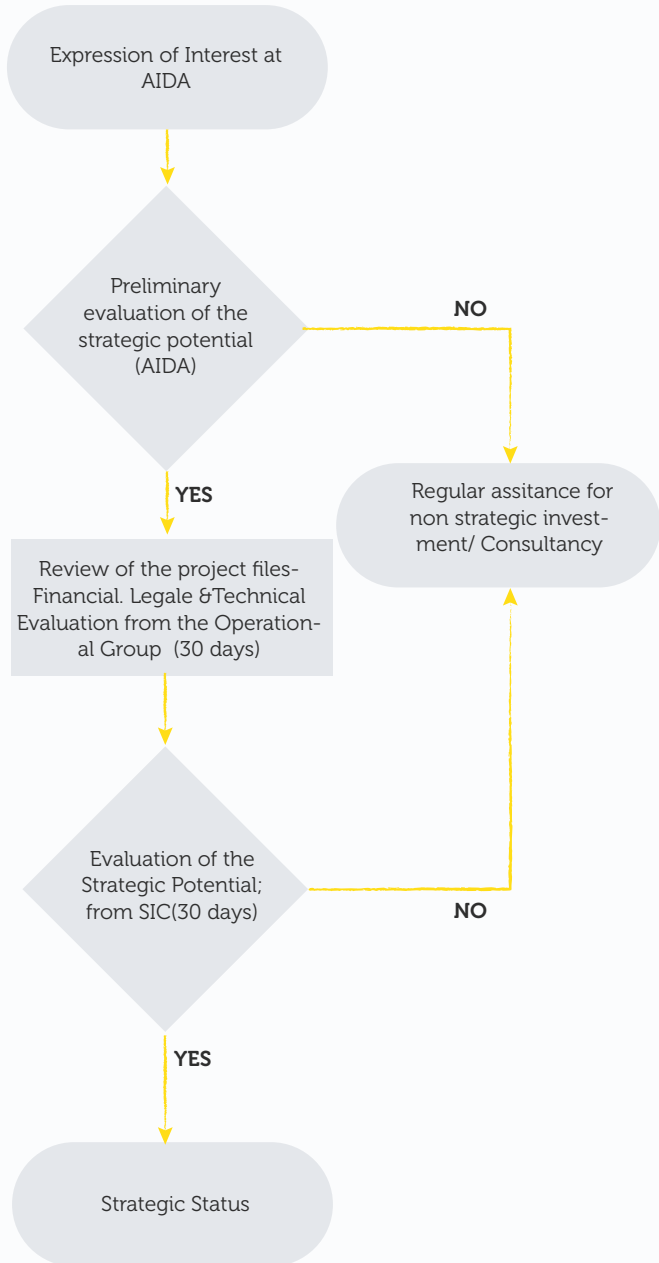 Expression of Interest at
AIDA
Preliminary
evaluation of the
strategic potential
(AIDA)
NO
YES
Regular assitance for
non strategic invest-
ment/ Consultancy
Review of the project files-
Financial. Legale &Technical
Evaluation from the Operation-
al Group (30 days)
Evaluation of the
Strategic Potential;
from SIC(30 days)
NO
YES
Strategic Status